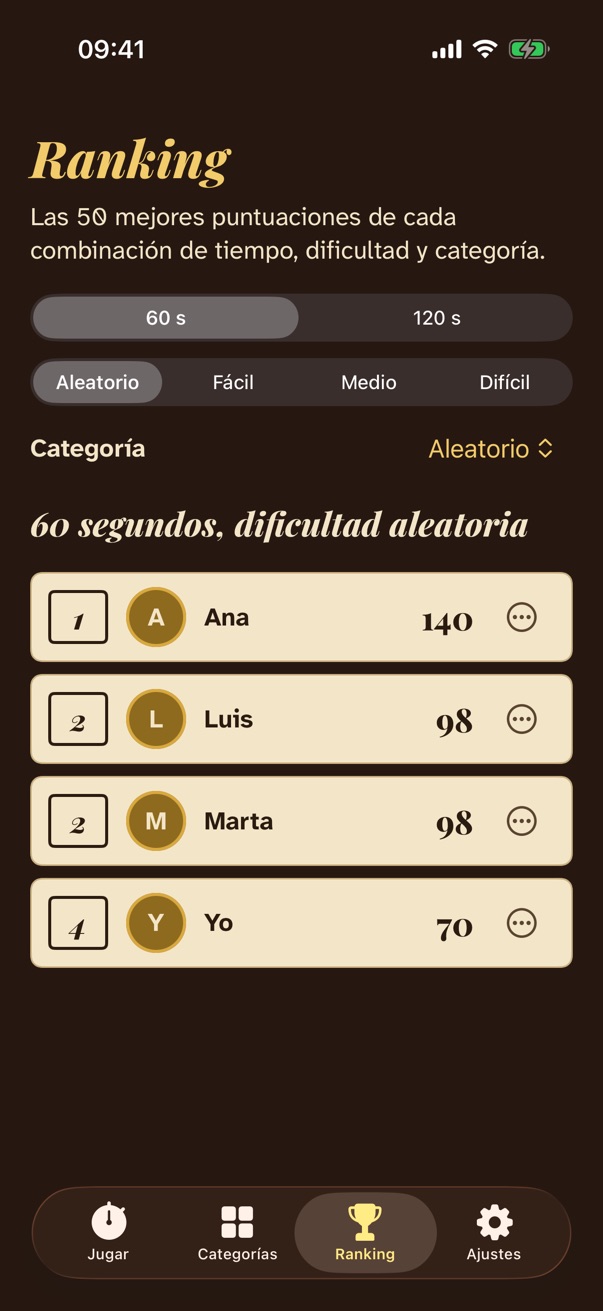 09:41
Ranking
Las 50 mejores puntuaciones de cada
combinación de tiempo, dificultad y categoría.
60 s 120 s
Aleatorio Fácil Medio Difícil
Categoría Aleatorio
60 segundos, dificultad aleatoria
1 A Ana 140
2 L Luis 98
2 M Marta 98
4 Y Yo 70
Jugar Categorías Ranking Ajustes